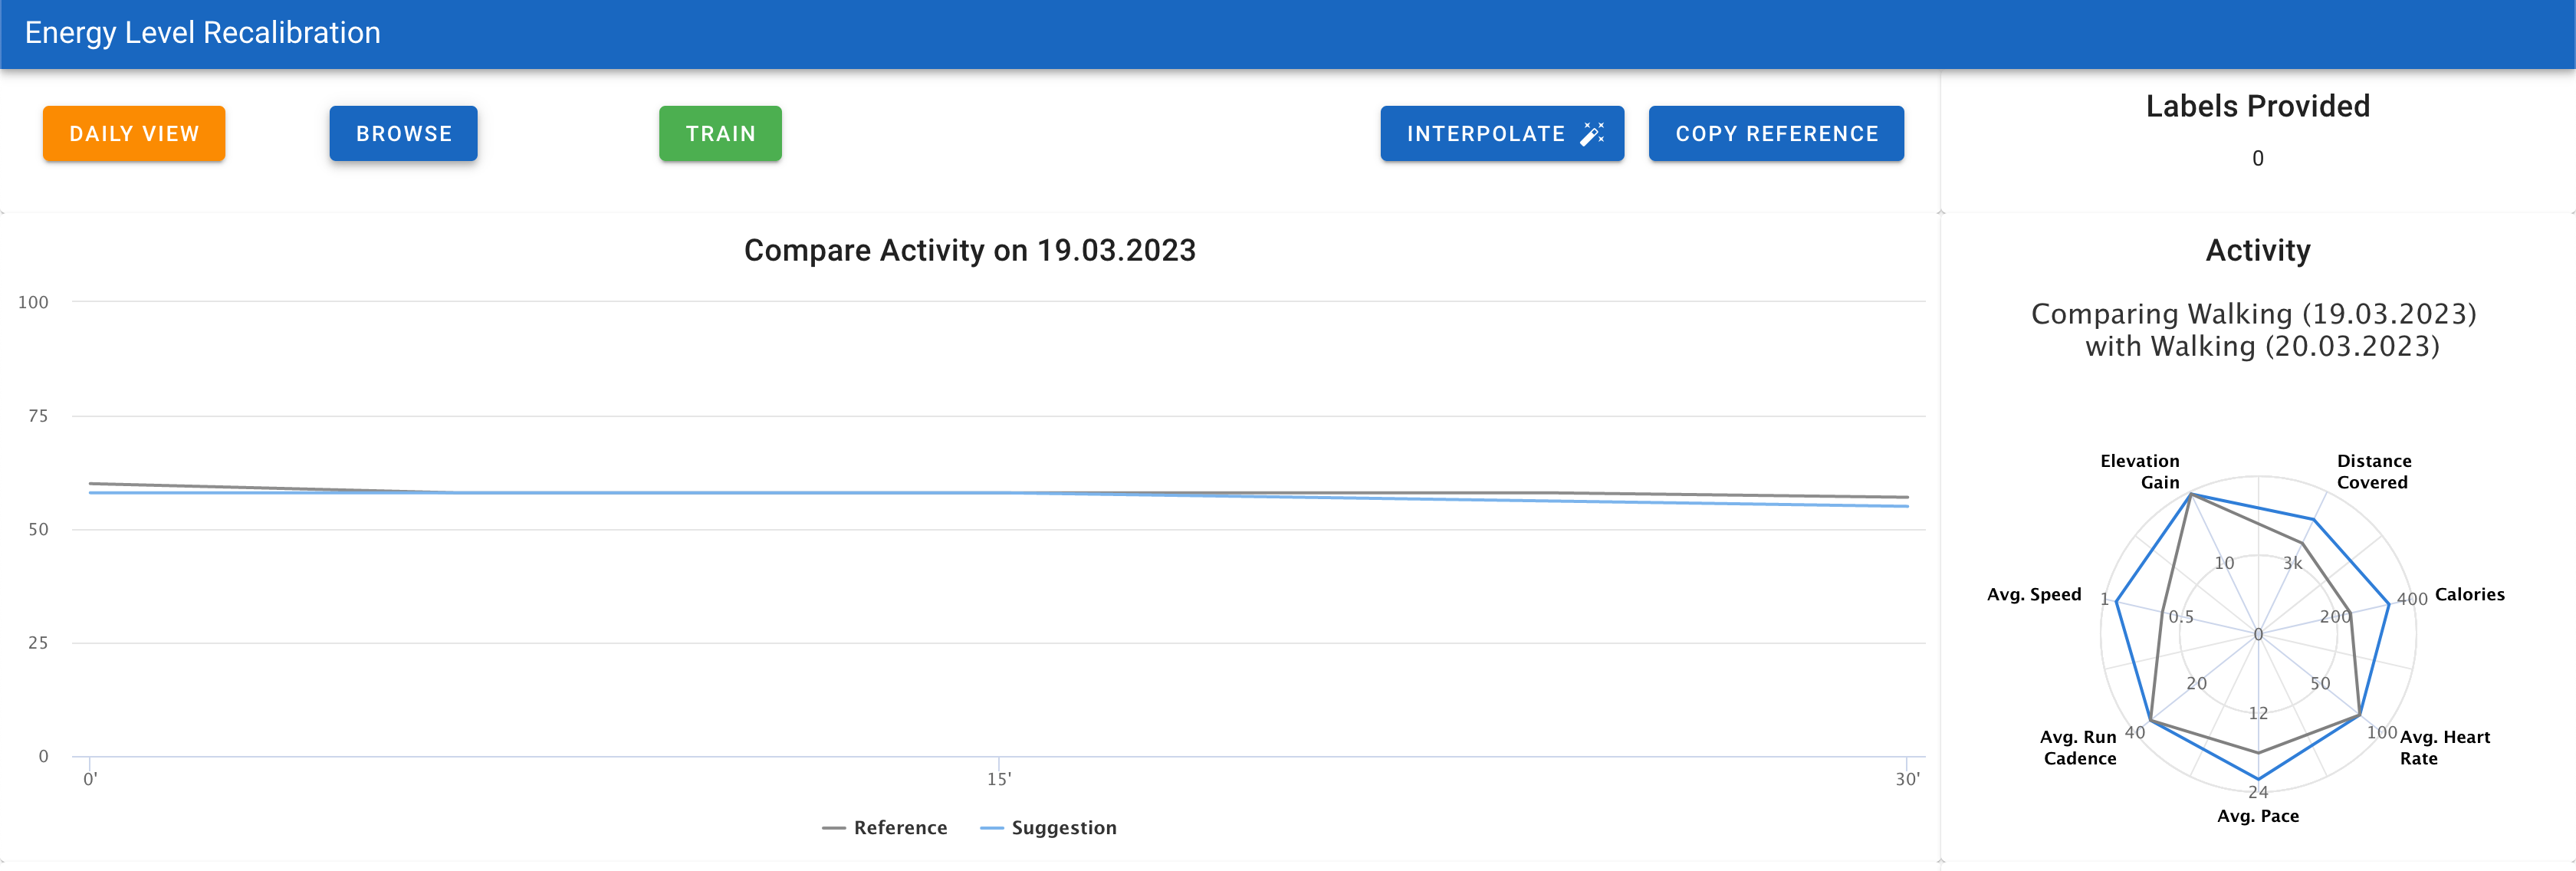 Energy Level Recalibration
DAILY VIEW
BROWSE
TRAIN
INTERPOLATE
COPY REFERENCE
Labels Provided
0
Compare Activity on 19.03.2023
100
75
50
25
0
0'
15'
30'
Reference
Suggestion
Activity
Comparing Walking (19.03.2023)
with Walking (20.03.2023)
Elevation
Gain
Distance
Covered
10
3k
Avg. Speed
1
0.5
200
400
Calories
0
20
50
12
Avg. Run
Cadence
40
100
Avg. Heart
Rate
24
Avg. Pace